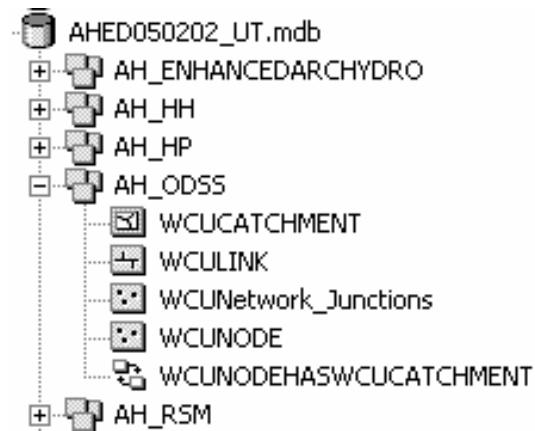 AHED050202_UT.mdb
AH_ENHANCEDARCHYDRO
AH_HH
AH_HP
AH_ODSS
WCUCATCHMENT
WCULINK
WCUNetwork_Junctions
WCUNODE
WCUNODEHASWCUCATCHMENT
AH_RSM